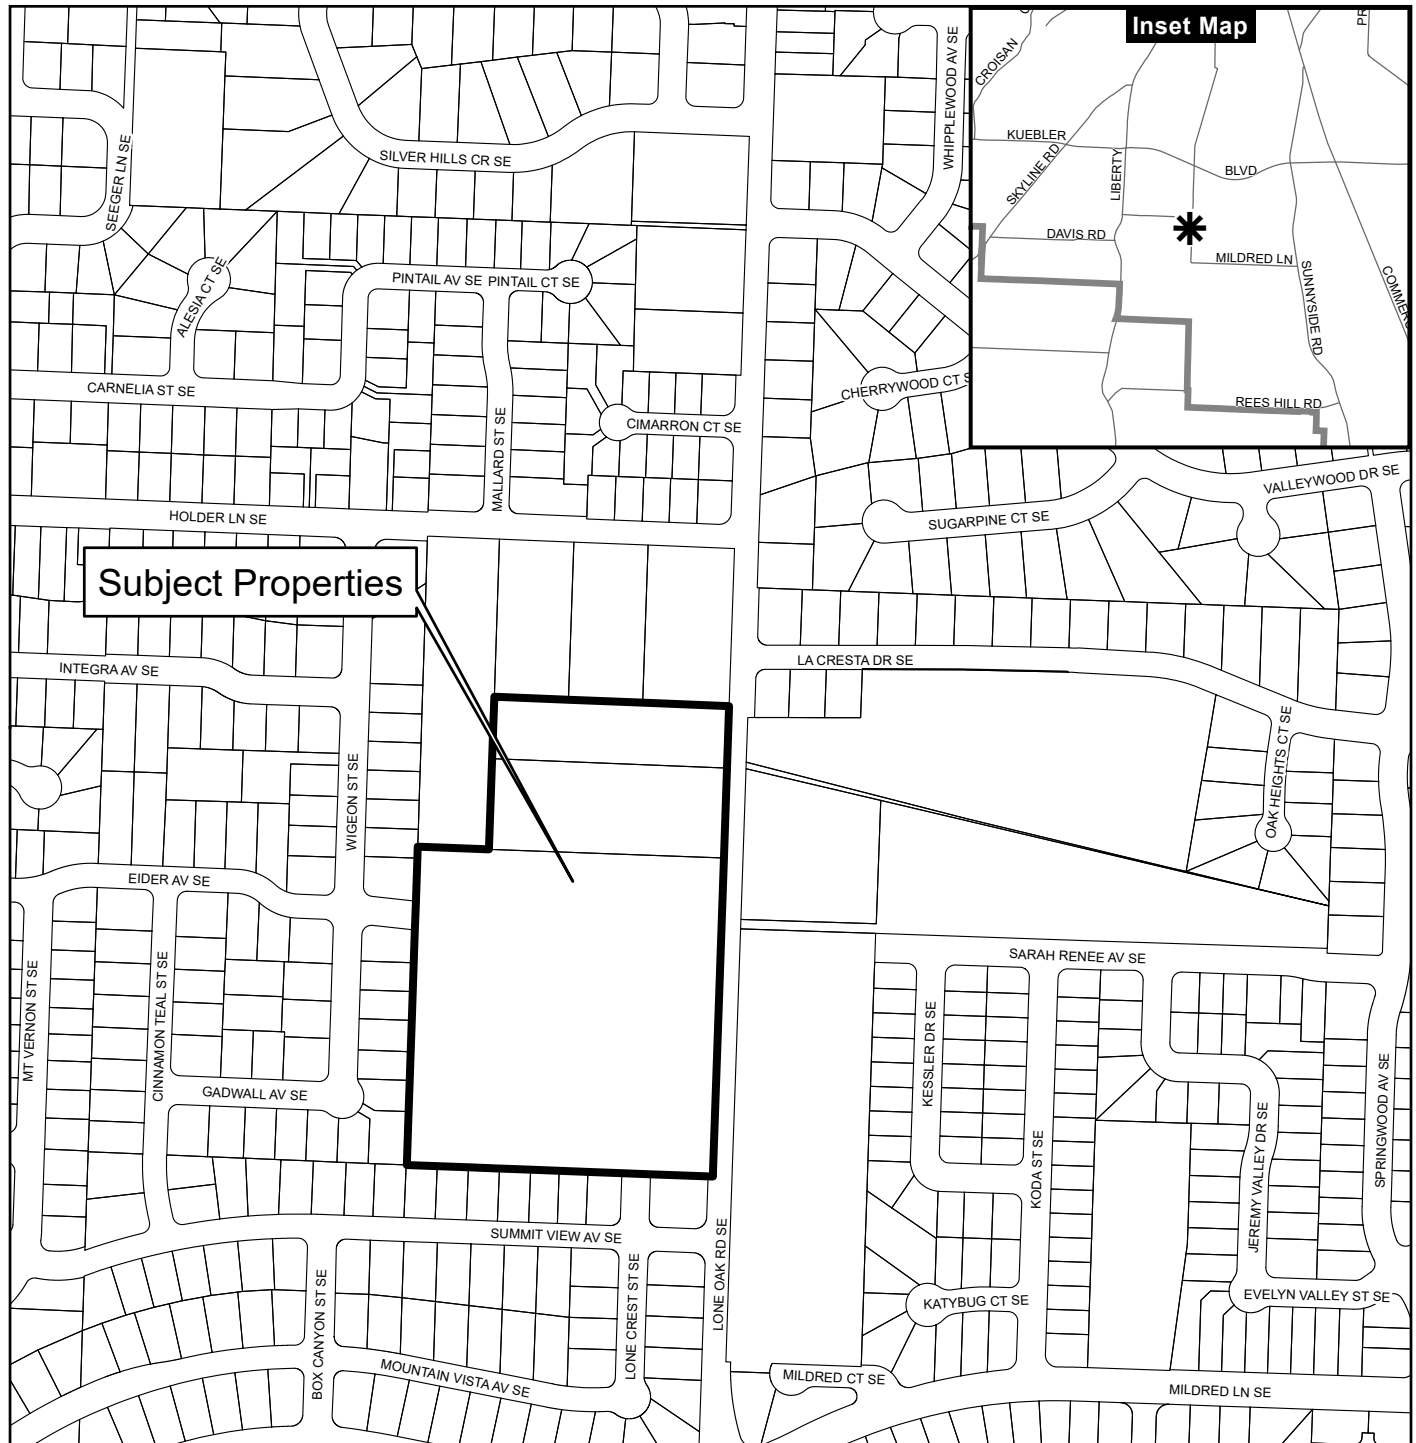 Inset Map
CROISAN
KUEBLER
SKYLINE RD
LIBERTY
BLVD
DAVIS RD
MILDRED LN
SUNNYSIDE RD
REES HILL RD
WHIPPLEWOOD AV SE
SILVER HILLS CR SE
SEEGER LN SE
ALESIA CT SE
PINTAIL AV SE
PINTAIL CT SE
CARNELIA ST SE
CHERRYWOOD CT S
CIMARRON CT SE
MALLARD ST SE
VALLEYWOOD DR SE
HOLDER LN SE
SUGARPINE CT SE
Subject Properties
INTEGRA AV SE
LA CRESTA DR SE
OAK HEIGHTS CT SE
WIGEON ST SE
EIDER AV SE
SARAH RENEE AV SE
MT VERNON ST SE
CINNAMON TEAL ST SE
KESSLER DR SE
GADWALL AV SE
SPRINGWOOD AV SE
KODA ST SE
JEREMY VALLEY DR SE
SUMMIT VIEW AV SE
LONE OAK RD SE
BOX CANYON ST SE
LONE CREST ST SE
KATYBUG CT SE
EVELYN VALLEY ST SE
MOUNTAIN VISTA AV SE
MILDRED CT SE
MILDRED LN SE